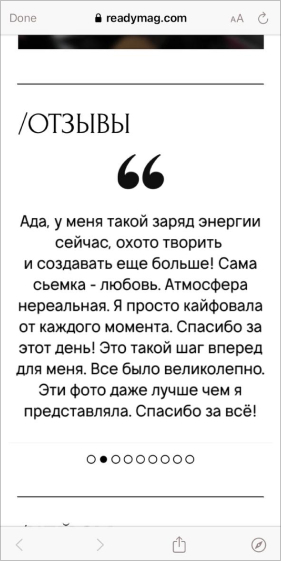 Done
readymag.com
AA
/ОТЗЫВЫ
“
Ада, у меня такой заряд энергии
сейчас, охото творить
и создавать еще больше! Сама
сьемка - любовь. Атмосфера
нереальная. Я просто кайфовала
от каждого момента. Спасибо за
этот день! Это такой шаг вперед
для меня. Все было великолепно.
Эти фото даже лучше чем я
представляла. Спасибо за всё!